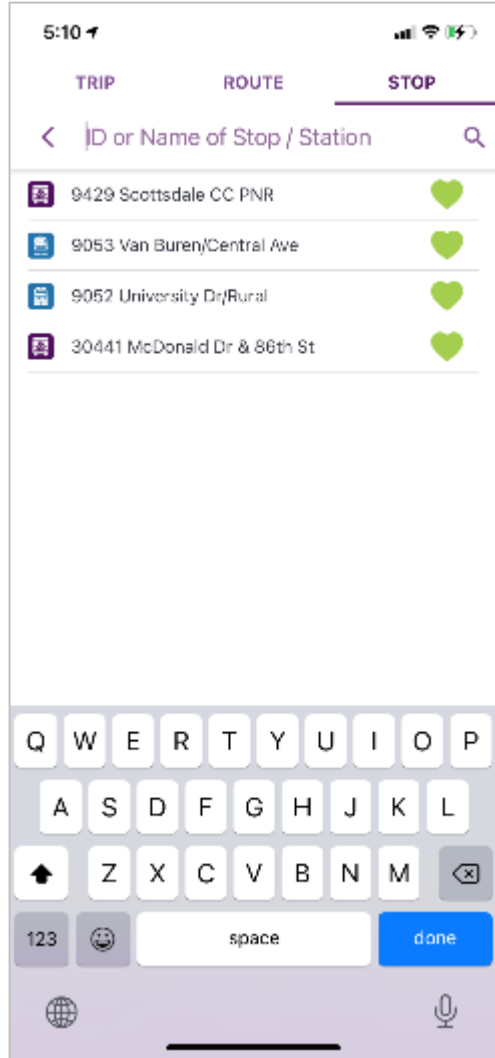 5:10
TRIP ROUTE STOP
ID or Name of Stop / Station
9429 Scottsdale CC PNR
9053 Van Buren/Central Ave
9052 University Dr/Rural
30441 McDonald Dr & 86th St
Q W E R T Y U I O P
A S D F G H J K L
Z X C V B N M
123 space done